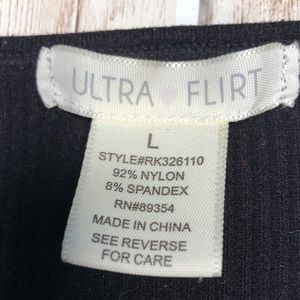 ULTRA FLIRT
L
STYLE#RK326110
92% NYLON
8% SPANDEX
RN#89354
MADE IN CHINA
SEE REVERSE
FOR CARE